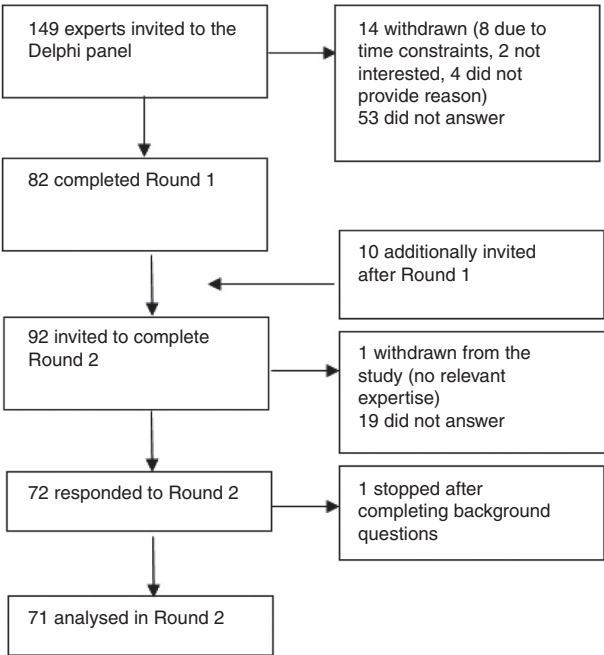 149 experts invited to the
Delphi panel
14 withdrawn (8 due to
time constraints, 2 not
interested, 4 did not
provide reason)
53 did not answer
82 completed Round 1
10 additionally invited
after Round 1
92 invited to complete
Round 2
1 withdrawn from the
study (no relevant
expertise)
19 did not answer
72 responded to Round 2
1 stopped after
completing background
questions
71 analysed in Round 2